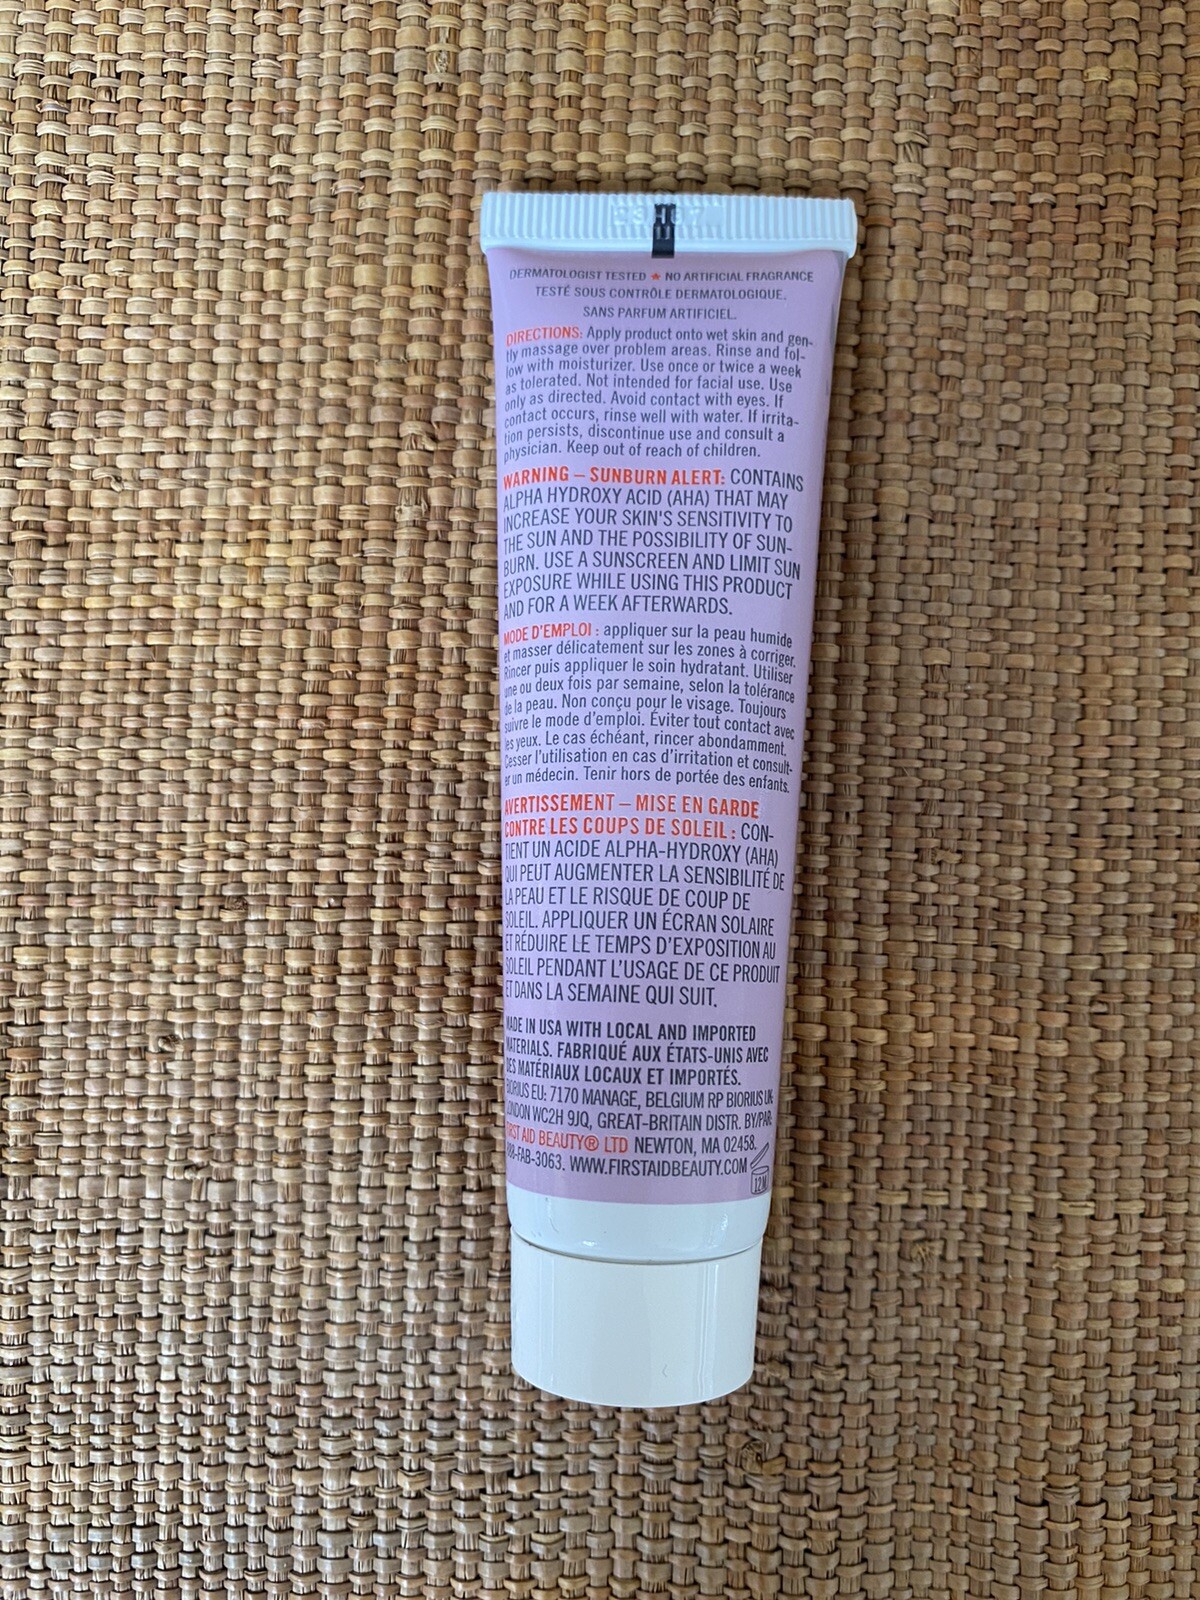 DERMATOLOGIST TESTED ★ NO ARTIFICIAL FRAGRANCE
TESTÉ SOUS CONTRÔLE DERMATOLOGIQUE.
SANS PARFUM ARTIFICIEL.
DIRECTIONS: Apply product onto wet skin and gen-
tly massage over problem areas. Rinse and fol-
low with moisturizer. Use once or twice a week
as tolerated. Not intended for facial use. Use
only as directed. Avoid contact with eyes. If
contact occurs, rinse well with water. If irrita-
tion persists, discontinue use and consult a
physician. Keep out of reach of children.
WARNING – SUNBURN ALERT: CONTAINS
ALPHA HYDROXY ACID (AHA) THAT MAY
INCREASE YOUR SKIN'S SENSITIVITY TO
THE SUN AND THE POSSIBILITY OF SUN-
BURN. USE A SUNSCREEN AND LIMIT SUN
EXPOSURE WHILE USING THIS PRODUCT
AND FOR A WEEK AFTERWARDS.
MODE D'EMPLOI : appliquer sur la peau humide
et masser délicatement sur les zones à corriger.
Rincer puis appliquer le soin hydratant. Utiliser
une ou deux fois par semaine, selon la tolérance
de la peau. Non conçu pour le visage. Toujours
suivre le mode d'emploi. Éviter tout contact avec
les yeux. Le cas échéant, rincer abondamment.
Cesser l'utilisation en cas d'irritation et consult-
er un médecin. Tenir hors de portée des enfants.
AVERTISSEMENT – MISE EN GARDE
CONTRE LES COUPS DE SOLEIL : CON-
TIENT UN ACIDE ALPHA-HYDROXY (AHA)
QUI PEUT AUGMENTER LA SENSIBILITÉ DE
LA PEAU ET LE RISQUE DE COUP DE
SOLEIL. APPLIQUER UN ÉCRAN SOLAIRE
ET RÉDUIRE LE TEMPS D'EXPOSITION AU
SOLEIL PENDANT L'USAGE DE CE PRODUIT
ET DANS LA SEMAINE QUI SUIT.
MADE IN USA WITH LOCAL AND IMPORTED
MATERIALS. FABRIQUÉ AUX ÉTATS-UNIS AVEC
DES MATÉRIAUX LOCAUX ET IMPORTÉS.
BIORIUS EU: 7170 MANAGE, BELGIUM RP BIORIUS UK:
LONDON WC2H 9JQ, GREAT-BRITAIN DISTR. BY/PAR:
FIRST AID BEAUTY® LTD NEWTON, MA 02458.
88-FAB-3063. WWW.FIRSTAIDBEAUTY.COM
12M